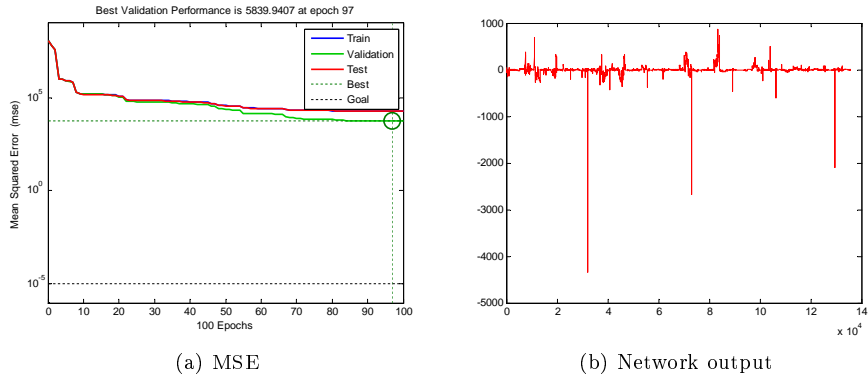 Best Validation Performance is 5839.9407 at epoch 97
Mean Squared Error (mse)
10^5
10^0
10^-5
Train
Validation
Test
Best
Goal
0 10 20 30 40 50 60 70 80 90 100
100 Epochs
(a) MSE
1000
0
-1000
-2000
-3000
-4000
-5000
0 2 4 6 8 10 12 14
x 10^4
(b) Network output